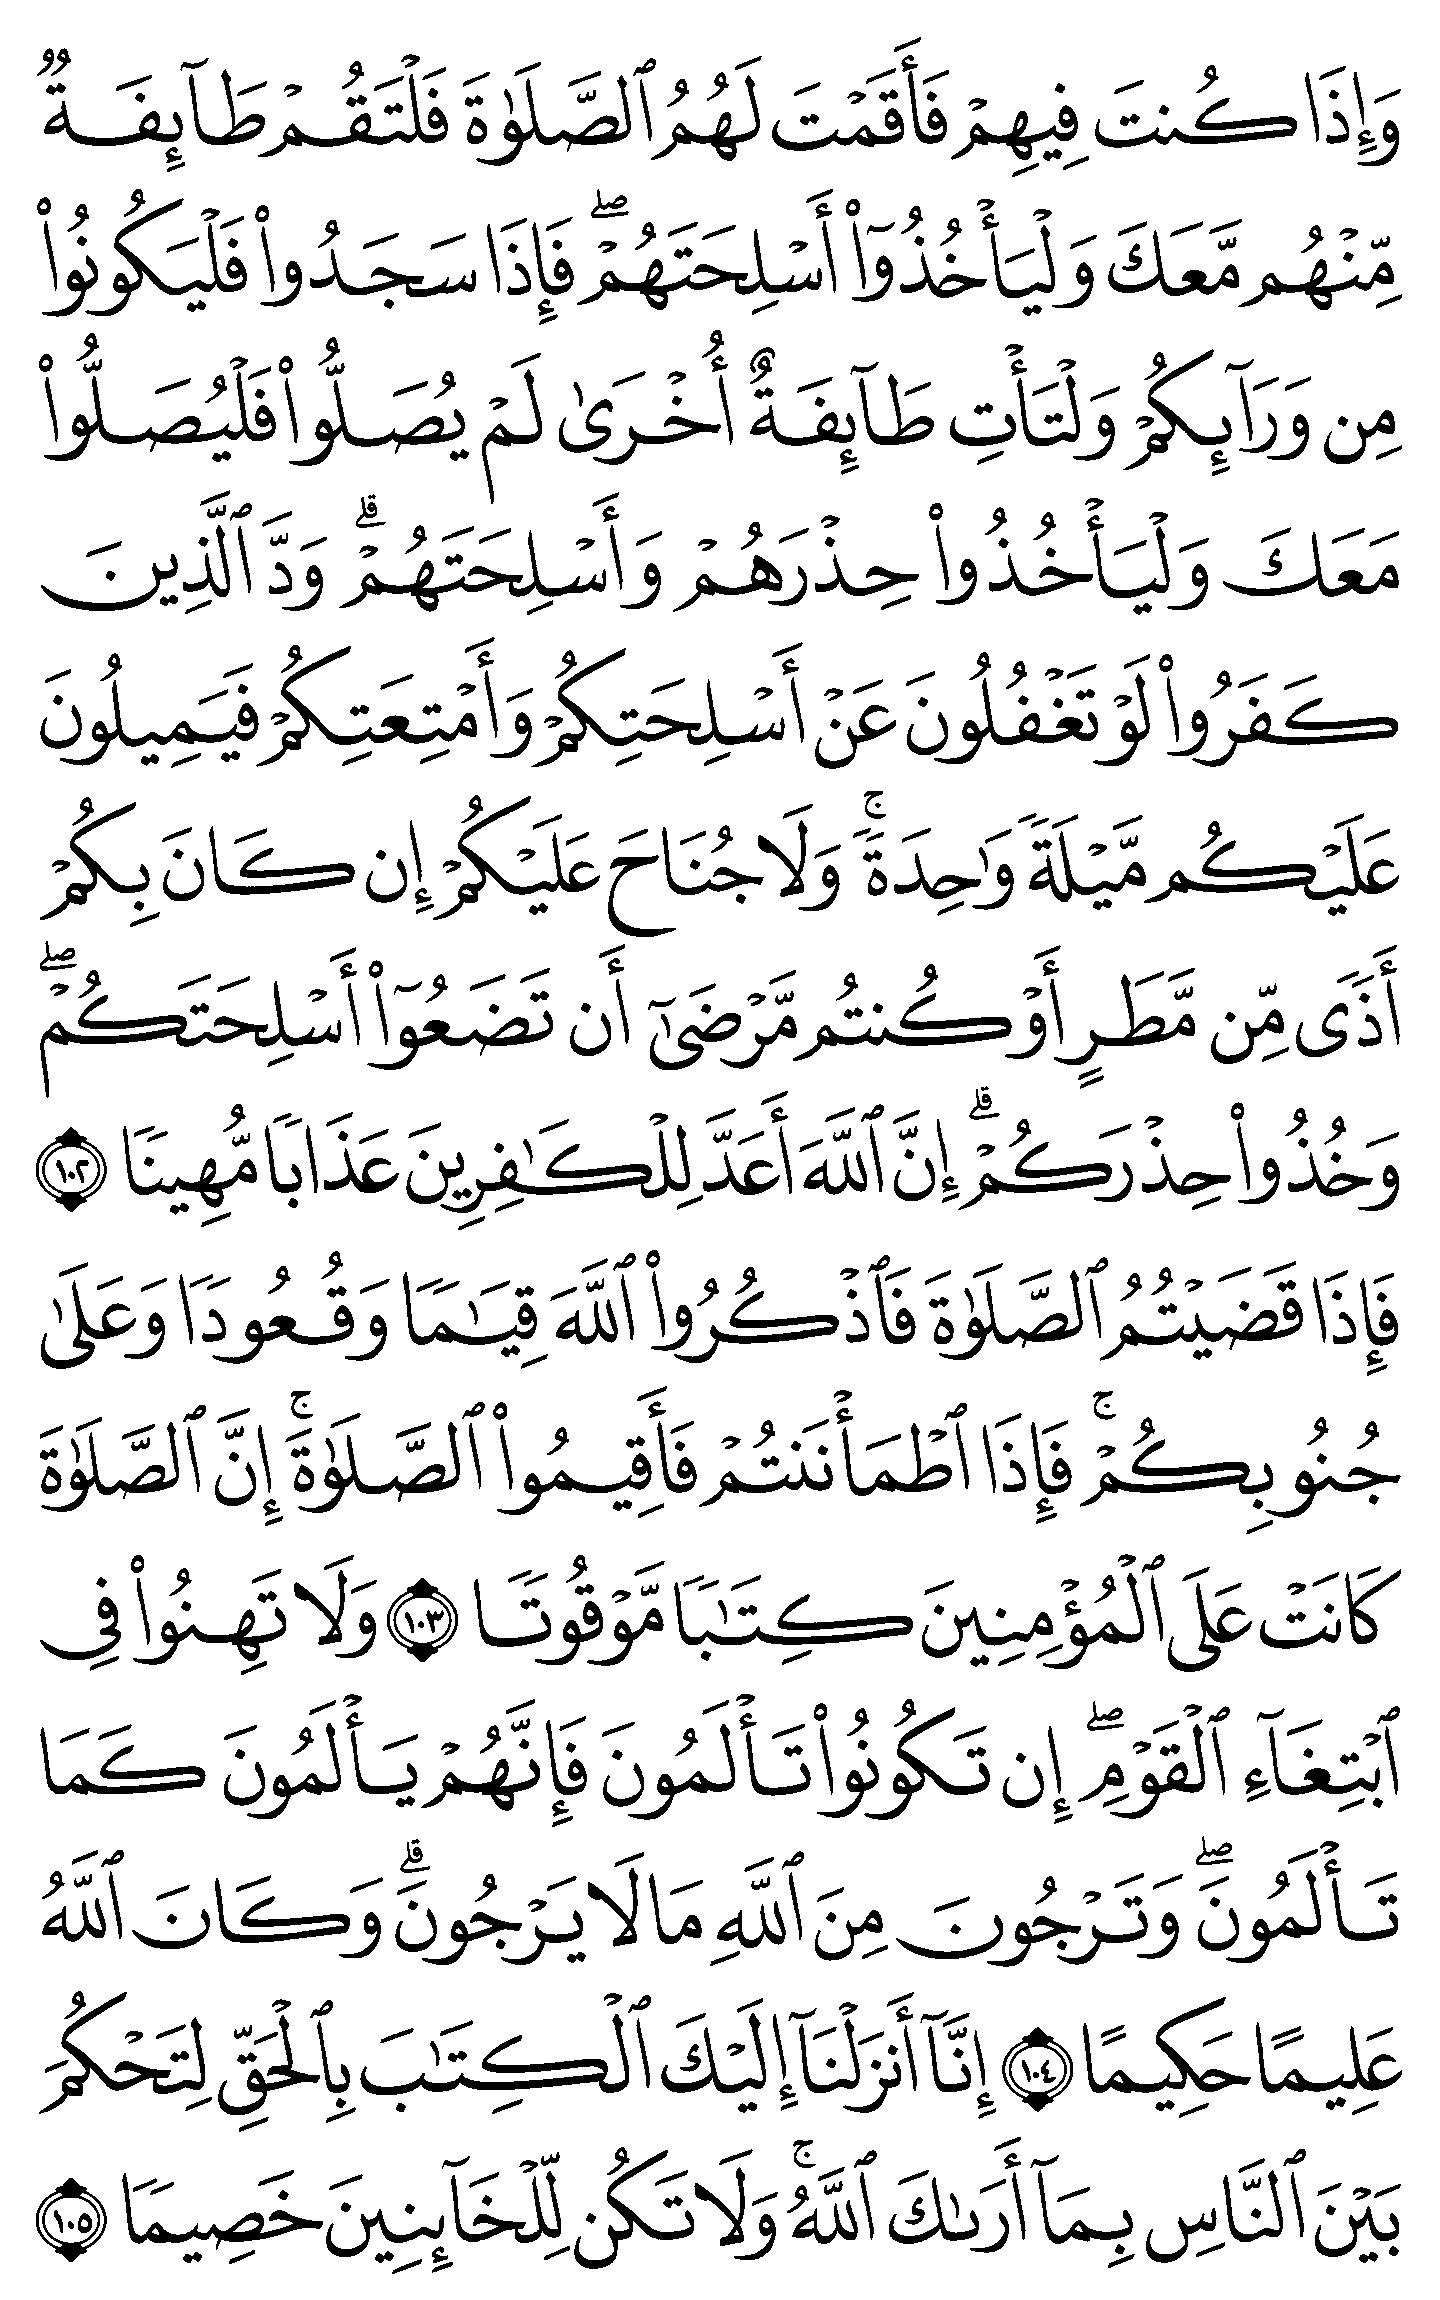 وَإِذَا كُنتَ فِيهِمْ فَأَقَمْتَ لَهُمُ ٱلصَّلَوٰةَ فَلْتَقُمْ طَآئِفَةٌ
مِّنْهُم مَّعَكَ وَلْيَأْخُذُوٓا۟ أَسْلِحَتَهُمْ ۖ فَإِذَا سَجَدُوا۟ فَلْيَكُونُوا۟
مِن وَرَآئِكُمْ وَلْتَأْتِ طَآئِفَةٌ أُخْرَىٰ لَمْ يُصَلُّوا۟ فَلْيُصَلُّوا۟
مَعَكَ وَلْيَأْخُذُوا۟ حِذْرَهُمْ وَأَسْلِحَتَهُمْ ۗ وَدَّ ٱلَّذِينَ
كَفَرُوا۟ لَوْ تَغْفُلُونَ عَنْ أَسْلِحَتِكُمْ وَأَمْتِعَتِكُمْ فَيَمِيلُونَ
عَلَيْكُم مَّيْلَةً وَٰحِدَةً ۚ وَلَا جُنَاحَ عَلَيْكُمْ إِن كَانَ بِكُمْ
أَذًى مِّن مَّطَرٍ أَوْ كُنتُم مَّرْضَىٰٓ أَن تَضَعُوٓا۟ أَسْلِحَتَكُمْ ۖ
وَخُذُوا۟ حِذْرَكُمْ ۗ إِنَّ ٱللَّهَ أَعَدَّ لِلْكَٰفِرِينَ عَذَابًا مُّهِينًا ١٠٢
فَإِذَا قَضَيْتُمُ ٱلصَّلَوٰةَ فَٱذْكُرُوا۟ ٱللَّهَ قِيَٰمًا وَقُعُودًا وَعَلَىٰ
جُنُوبِكُمْ ۚ فَإِذَا ٱطْمَأْنَنتُمْ فَأَقِيمُوا۟ ٱلصَّلَوٰةَ ۚ إِنَّ ٱلصَّلَوٰةَ
كَانَتْ عَلَى ٱلْمُؤْمِنِينَ كِتَٰبًا مَّوْقُوتًا ١٠٣ وَلَا تَهِنُوا۟ فِى
ٱبْتِغَآءِ ٱلْقَوْمِ ۖ إِن تَكُونُوا۟ تَأْلَمُونَ فَإِنَّهُمْ يَأْلَمُونَ كَمَا
تَأْلَمُونَ ۖ وَتَرْجُونَ مِنَ ٱللَّهِ مَا لَا يَرْجُونَ ۗ وَكَانَ ٱللَّهُ
عَلِيمًا حَكِيمًا ١٠٤ إِنَّآ أَنزَلْنَآ إِلَيْكَ ٱلْكِتَٰبَ بِٱلْحَقِّ لِتَحْكُمَ
بَيْنَ ٱلنَّاسِ بِمَآ أَرَىٰكَ ٱللَّهُ ۚ وَلَا تَكُن لِّلْخَآئِنِينَ خَصِيمًا ١٠٥